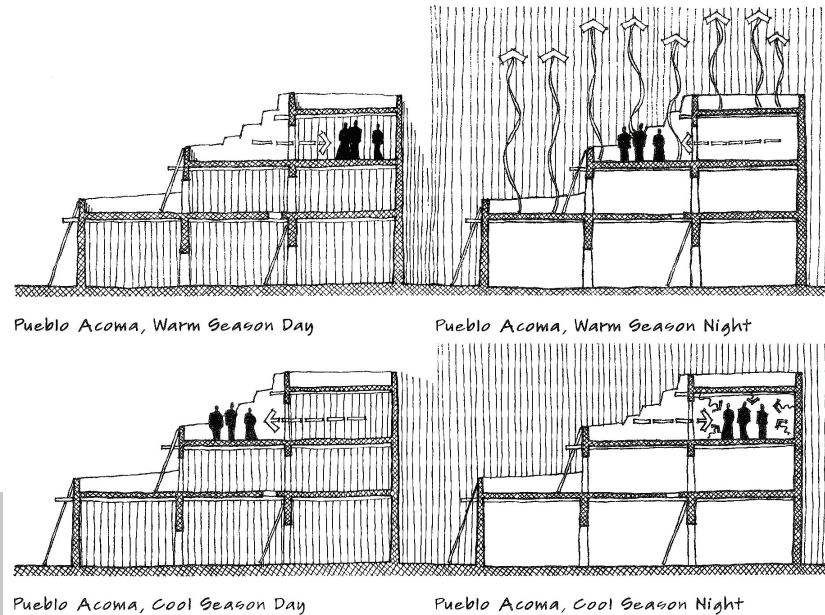 Pueblo Acoma, Warm Season Day
Pueblo Acoma, Warm Season Night
Pueblo Acoma, Cool Season Day
Pueblo Acoma, Cool Season Night